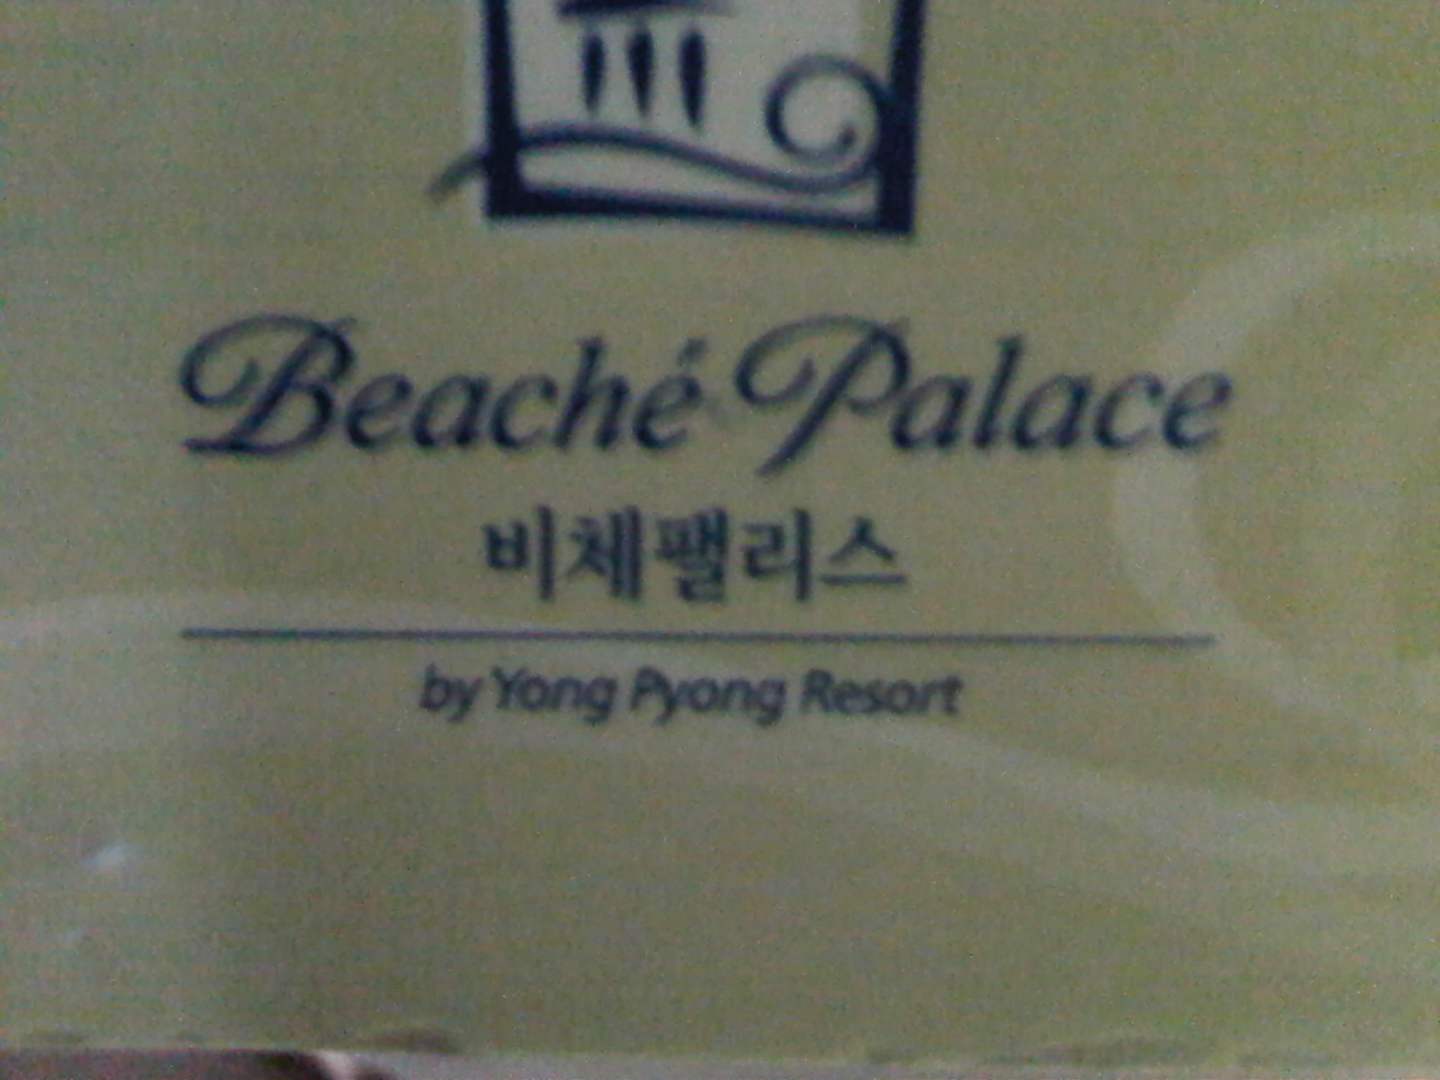 Beaché Palace
비체팰리스
by Yong Pyong Resort